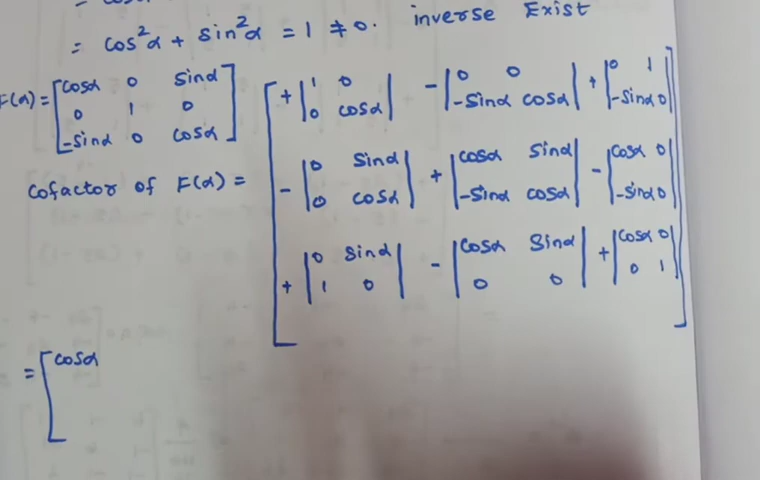 = cos²α + sin²α = 1 ≠ 0. inverse Exist
F(α) = [cosα 0 sinα
0 1 0
-sinα 0 cosα]
cofactor of F(α) =
[+|1 0
0 cosα| -|0 0
-sinα cosα| +|0 1
-sinα 0|
-|0 sinα
0 cosα| +|cosα sinα
-sinα cosα| -|cosα 0
-sinα 0|
+|0 sinα
1 0| -|cosα sinα
0 0| +|cosα 0
0 1|]
= [cosα